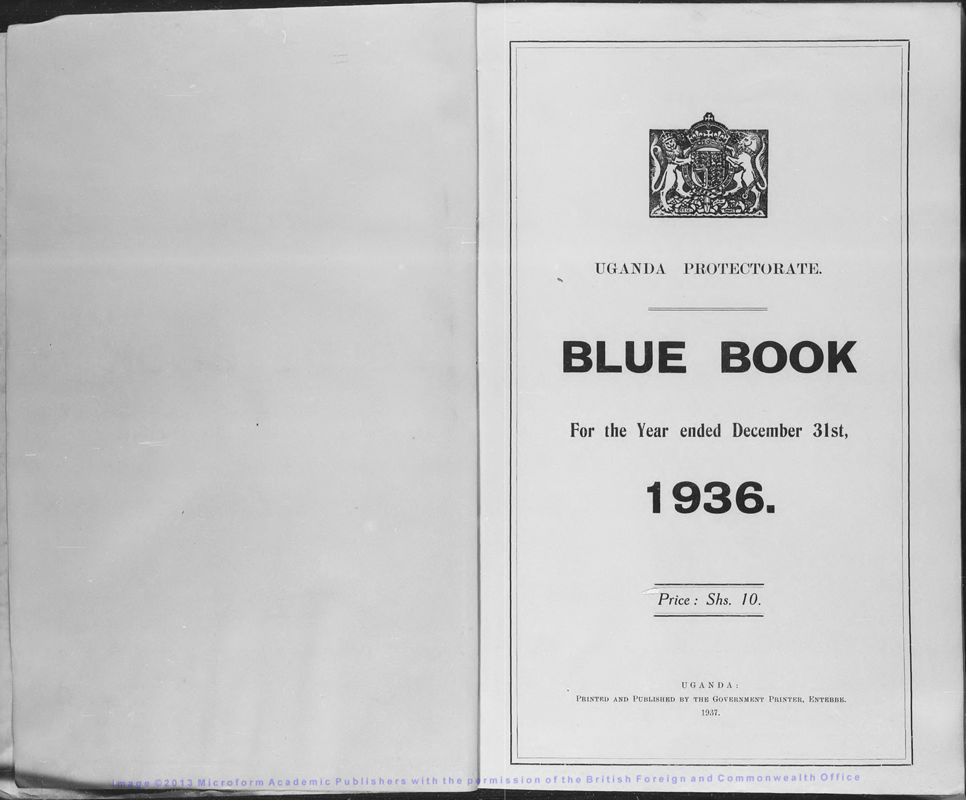 UGANDA PROTECTORATE.
BLUE BOOK
For the Year ended December 31st,
1936.
Price : Shs. 10.
UGANDA:
PRINTED AND PUBLISHED BY THE GOVERNMENT PRINTER, ENTEBBE.
1937.
Image ©2013 Microform Academic Publishers with the permission of the British Foreign and Commonwealth Office